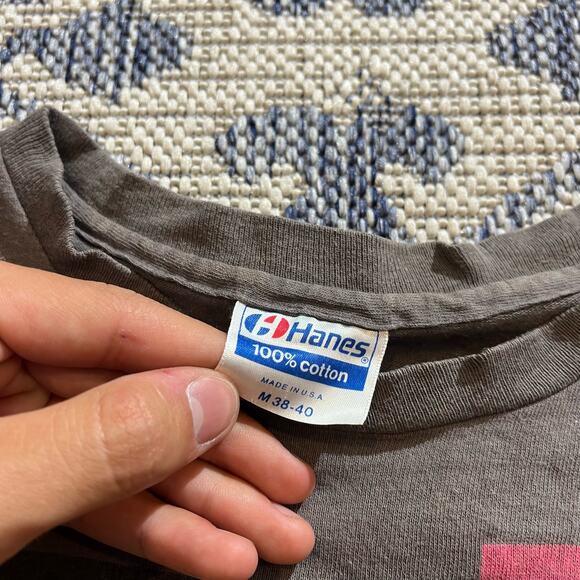 Hanes®
100% cotton
MADE IN U.S.A
M 38-40